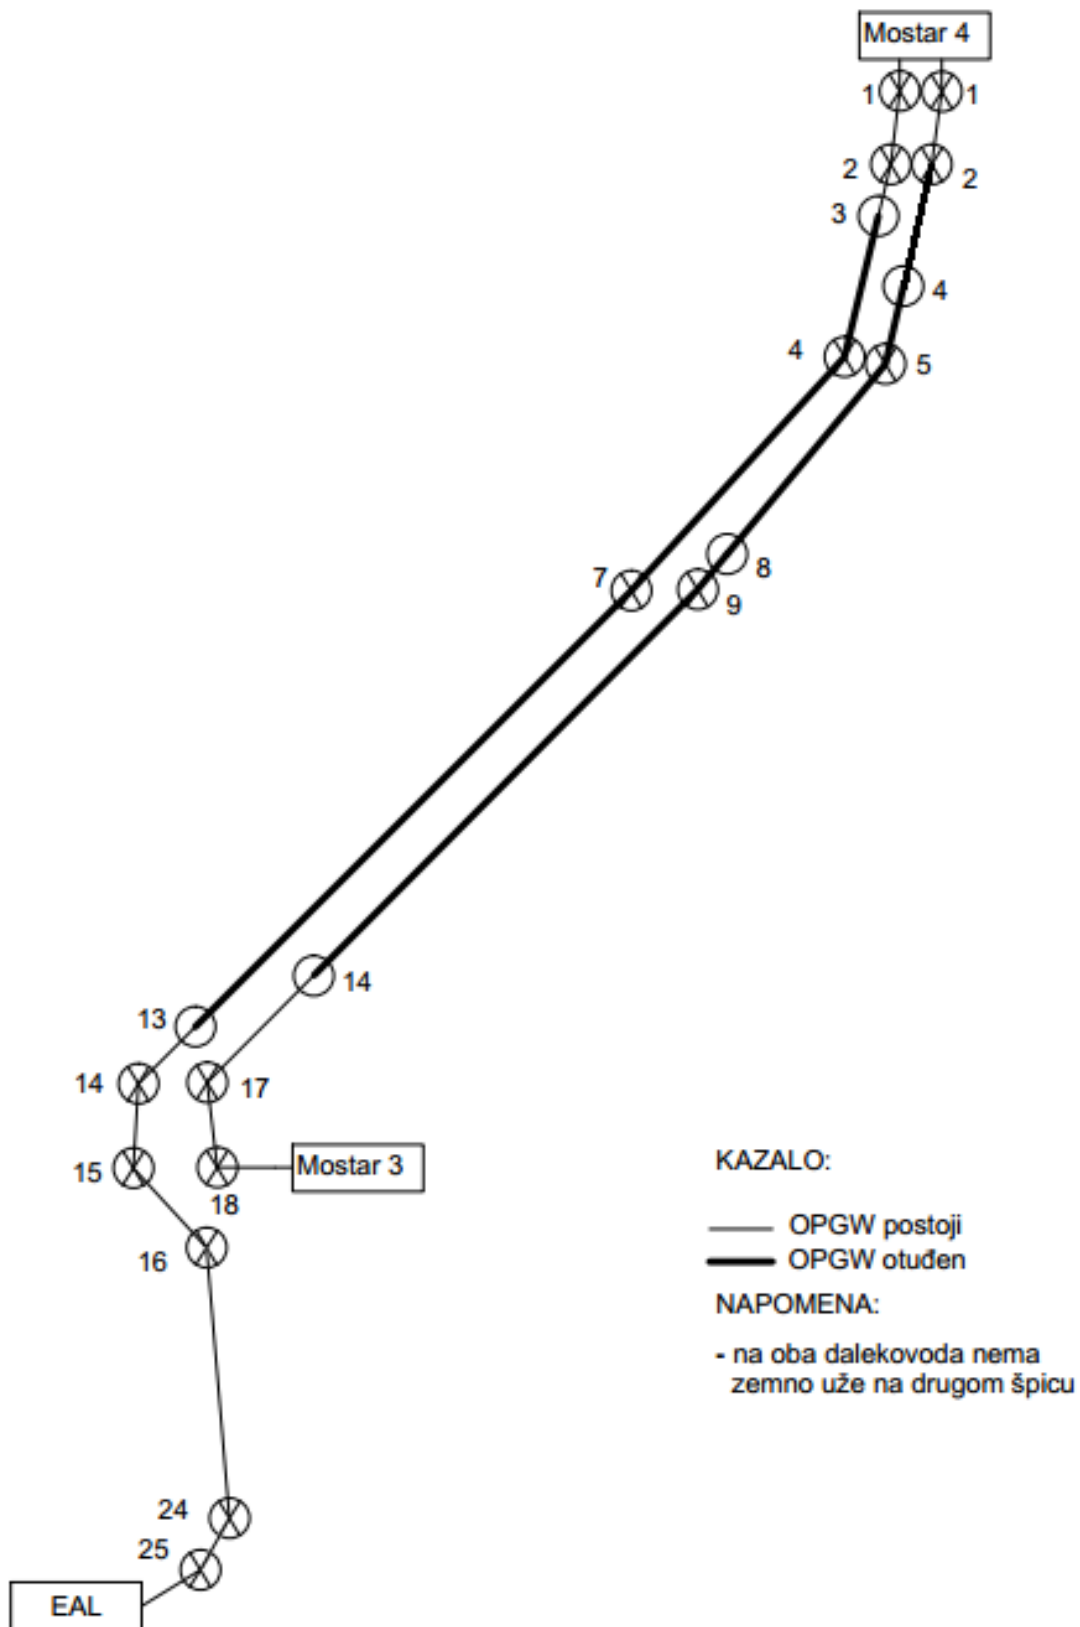 Mostar 4
1 1
2 2
3
4
4 5
8
7 9
14
13
14 17
15 Mostar 3
18
16
KAZALO:
OPGW postoji
OPGW otuđen
NAPOMENA:
- na oba dalekovoda nema
zemno uže na drugom špicu
24
25
EAL